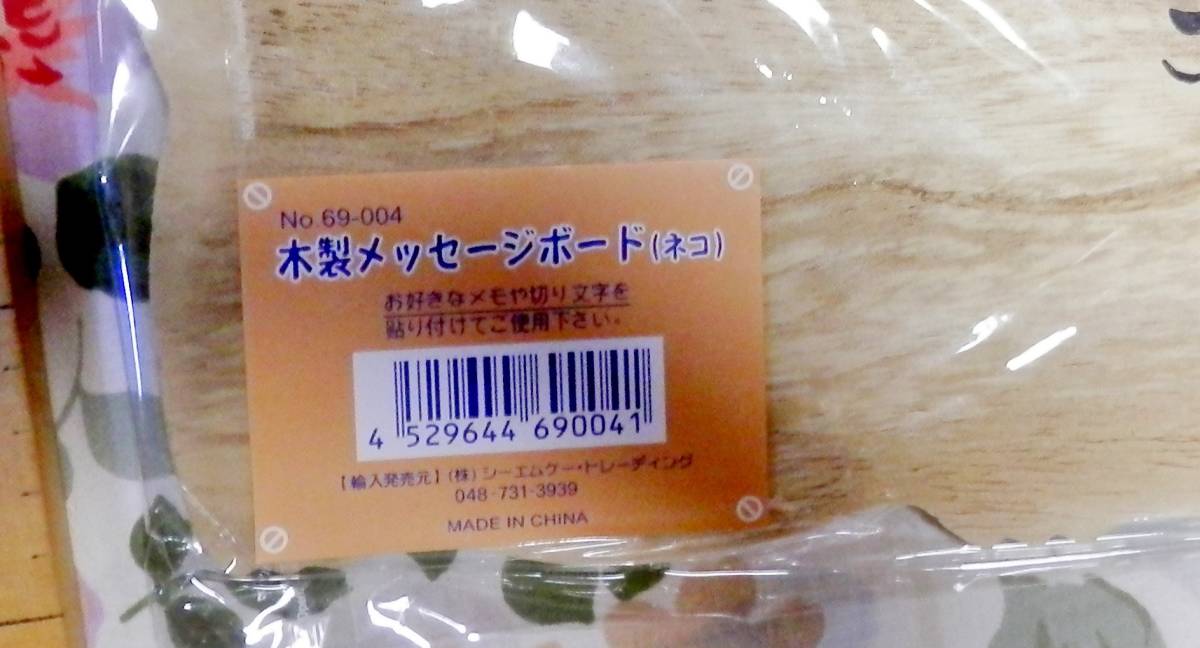 No.69-004
木製メッセージボード(ネコ)
お好きなメモや切り文字を
貼り付けてご使用下さい。
4 529644 690041
【輸入発売元】(株)シーエムケー・トレーディング
048-731-3939
MADE IN CHINA